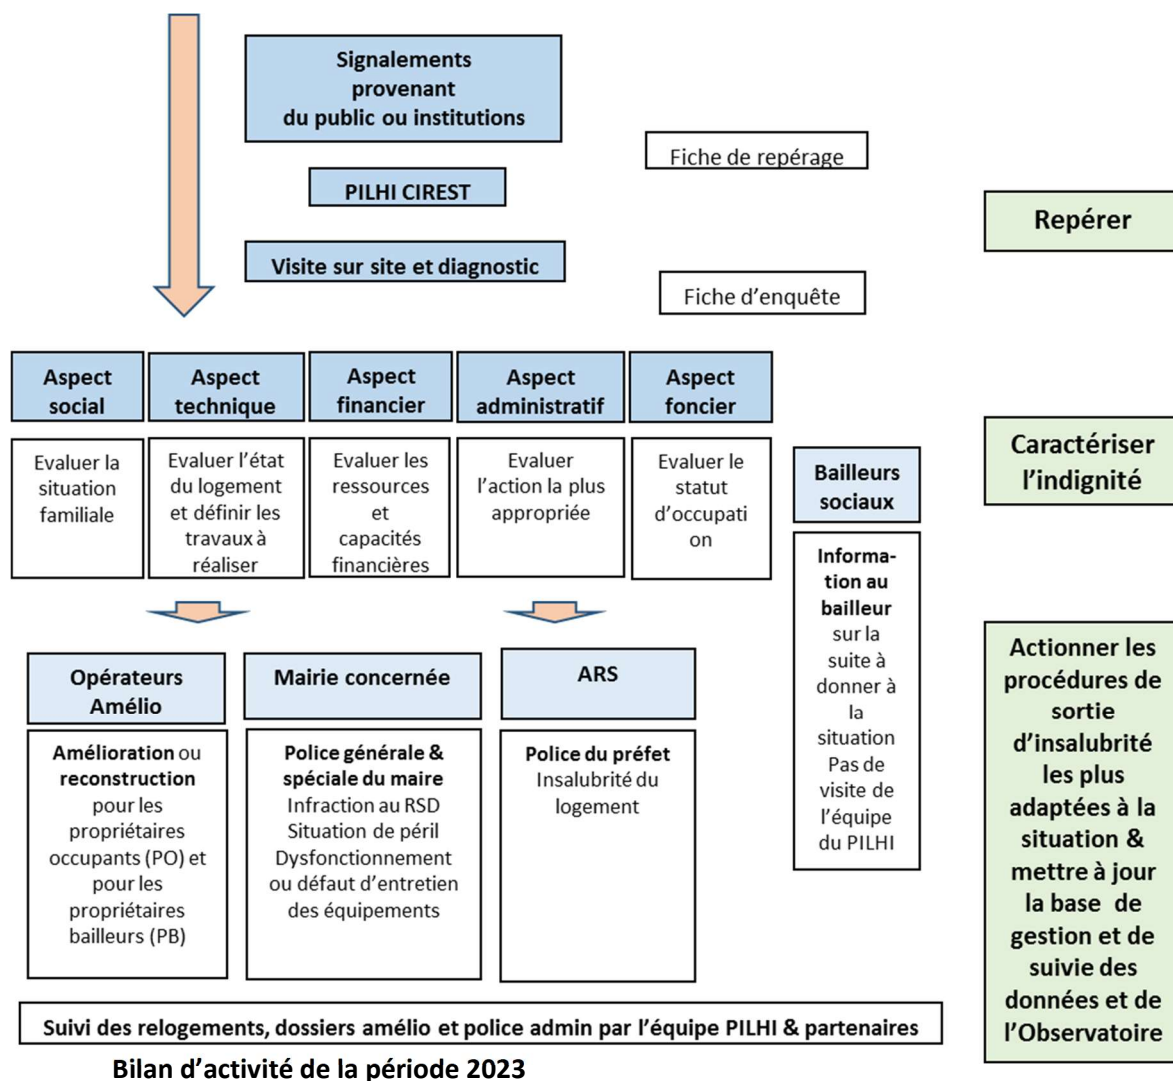 Signalements
provenant
du public ou institutions
Fiche de repérage
PILHI CIREST
Repérer
Visite sur site et diagnostic
Fiche d’enquête
Aspect
social
Aspect
technique
Aspect
financier
Aspect
administratif
Aspect
foncier
Evaluer la
situation
familiale
Evaluer l’état
du logement
et définir les
travaux à
réaliser
Evaluer les
ressources
et
capacités
financières
Evaluer
l’action la plus
appropriée
Evaluer le
statut
d’occupati
on
Bailleurs
sociaux
Caractériser
l’indignité
Informa-
tion au
bailleur
sur la
suite à
donner à
la
situation
Pas de
visite de
l’équipe
du PILHI
Opérateurs
Amélio
Mairie concernée
ARS
Amélioration ou
reconstruction
pour les
propriétaires
occupants (PO) et
pour les
propriétaires
bailleurs (PB)
Police générale &
spéciale du maire
Infraction au RSD
Situation de péril
Dysfonctionnement
ou défaut d’entretien
des équipements
Police du préfet
Insalubrité du
logement
Actionner les
procédures de
sortie
d’insalubrité
les plus
adaptées à la
situation &
mettre à jour
la base de
gestion et de
suivie des
données et de
l’Observatoire
Suivi des relogements, dossiers amélio et police admin par l’équipe PILHI & partenaires
Bilan d’activité de la période 2023